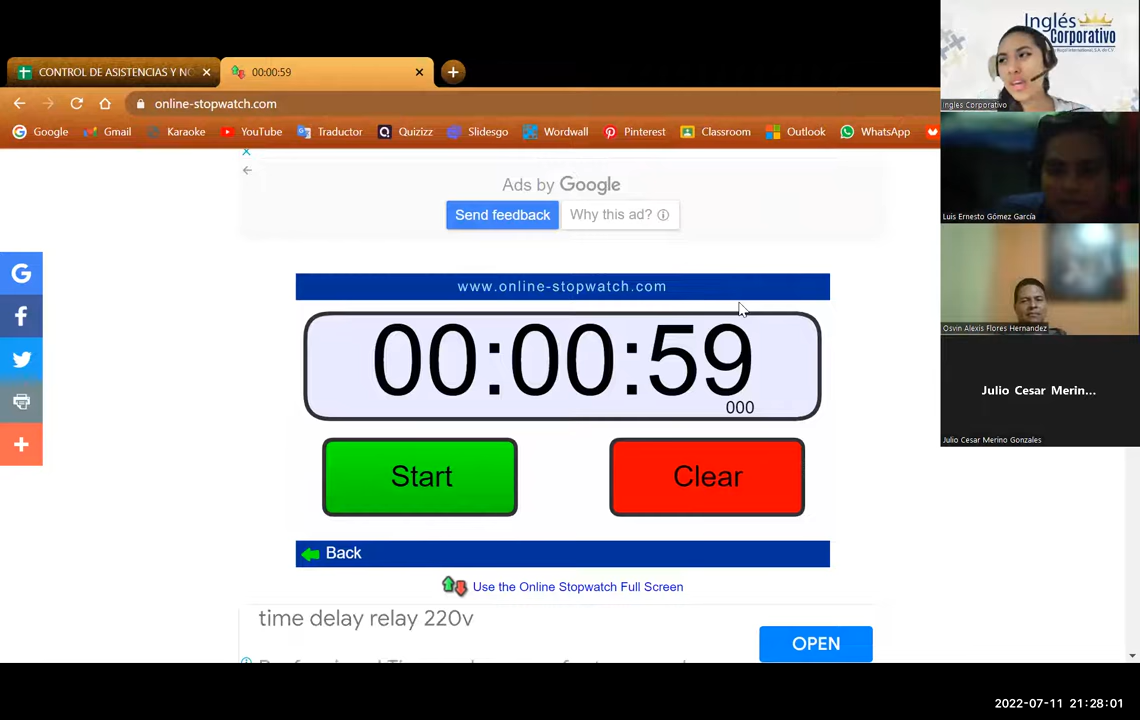 CONTROL DE ASISTENCIAS Y NO
00:00:59
online-stopwatch.com
Google
Gmail
Karaoke
YouTube
Traductor
Quizizz
Slidesgo
Wordwall
Pinterest
Classroom
Outlook
WhatsApp
Ads by Google
Send feedback
Why this ad?
www.online-stopwatch.com
00:00:59
000
Start
Clear
Back
Use the Online Stopwatch Full Screen
time delay relay 220v
OPEN
Inglés
Corporativo
Inglés Corporativo
Luis Ernesto Gómez García
Osvin Alexis Flores Hernandez
Julio Cesar Merin...
Julio Cesar Merino Gonzales
2022-07-11 21:28:01